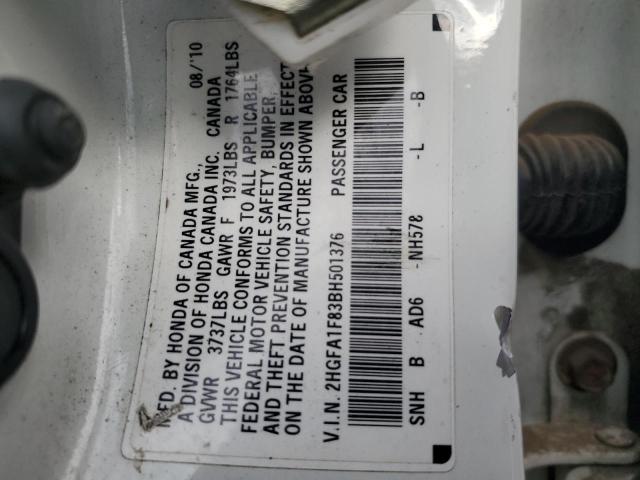 MFD. BY HONDA OF CANADA MFG., 08/'10
A DIVISION OF HONDA CANADA INC. CANADA
GVWR 3737LBS GAWR F 1973LBS R 1764LBS
THIS VEHICLE CONFORMS TO ALL APPLICABLE
FEDERAL MOTOR VEHICLE SAFETY, BUMPER,
AND THEFT PREVENTION STANDARDS IN EFFECT
ON THE DATE OF MANUFACTURE SHOWN ABOVE
V.I.N. 2HGFA1F83BH501376 PASSENGER CAR
SNH B AD6 -NH578 -L -B